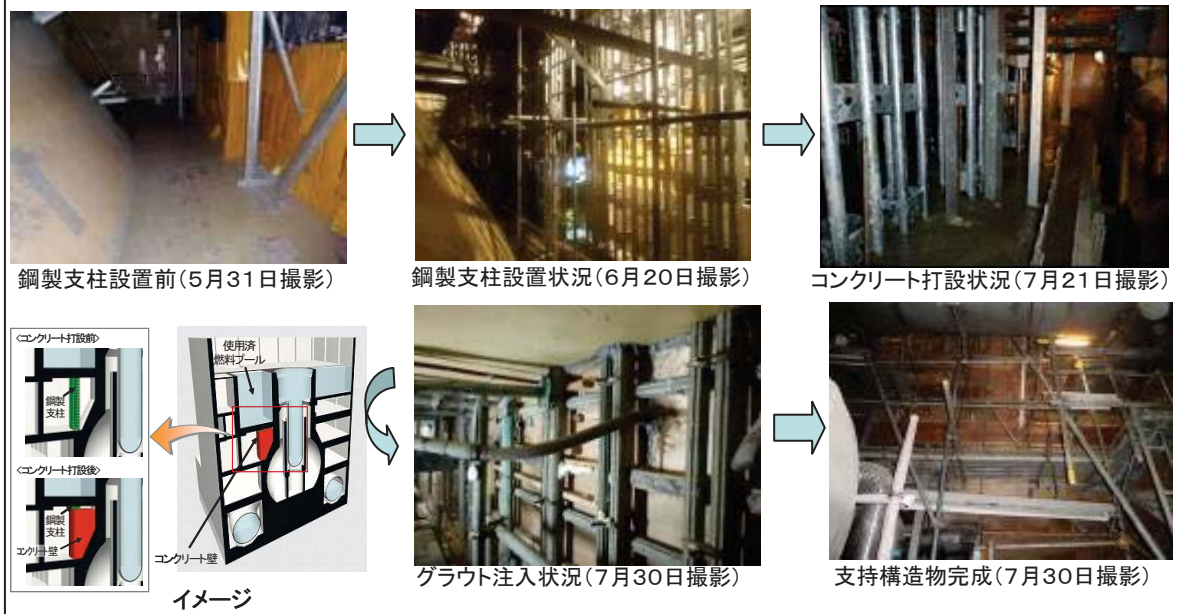 鋼製支柱設置前(5月31日撮影)
鋼製支柱設置状況(6月20日撮影)
コンクリート打設状況(7月21日撮影)
〈コンクリート打設前〉
鋼製
支柱
〈コンクリート打設後〉
鋼製
支柱
コンクリート壁
使用済
燃料プール
コンクリート壁
イメージ
グラウト注入状況(7月30日撮影)
支持構造物完成(7月30日撮影)